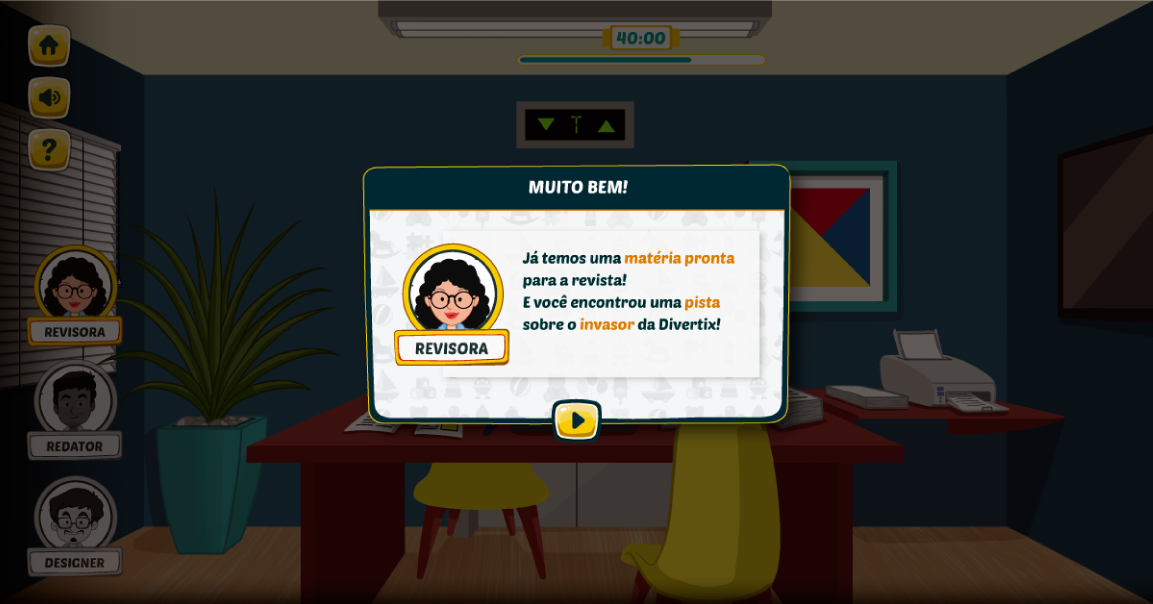 40:00
?
MUITO BEM!
Já temos uma matéria pronta
para a revista!
E você encontrou uma pista
sobre o invasor da Divertix!
REVISORA
REVISORA
REDATOR
DESIGNER